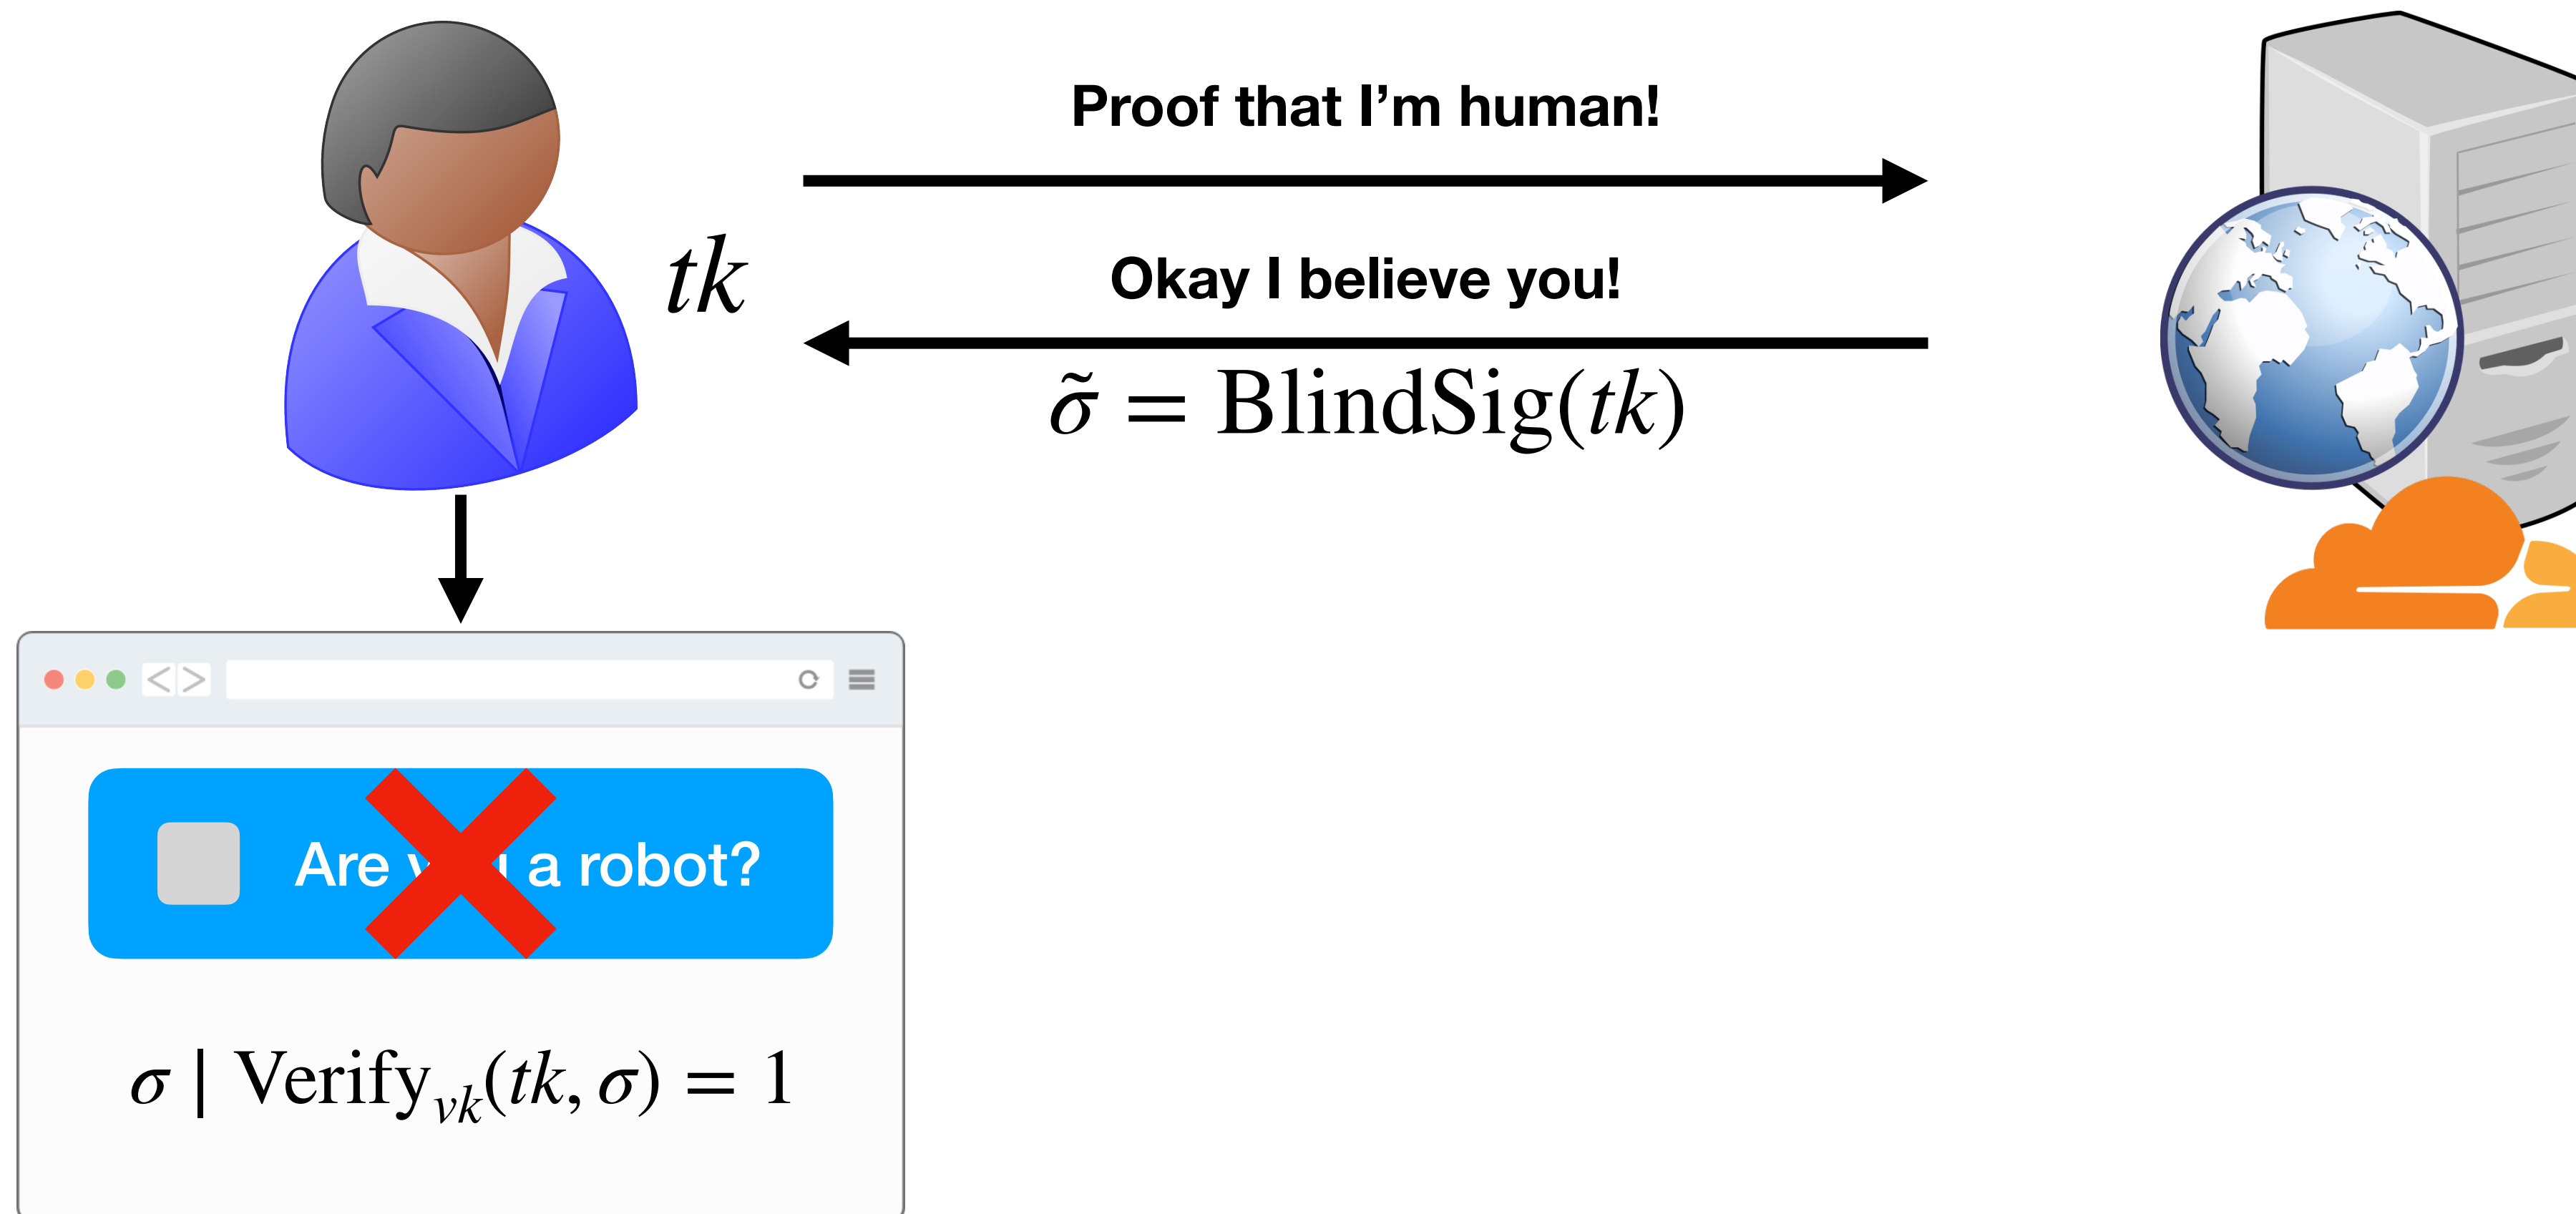 Proof that I'm human!
tk
Okay I believe you!
σ̃ = BlindSig(tk)
Are a robot?
σ | Verify_vk(tk, σ) = 1